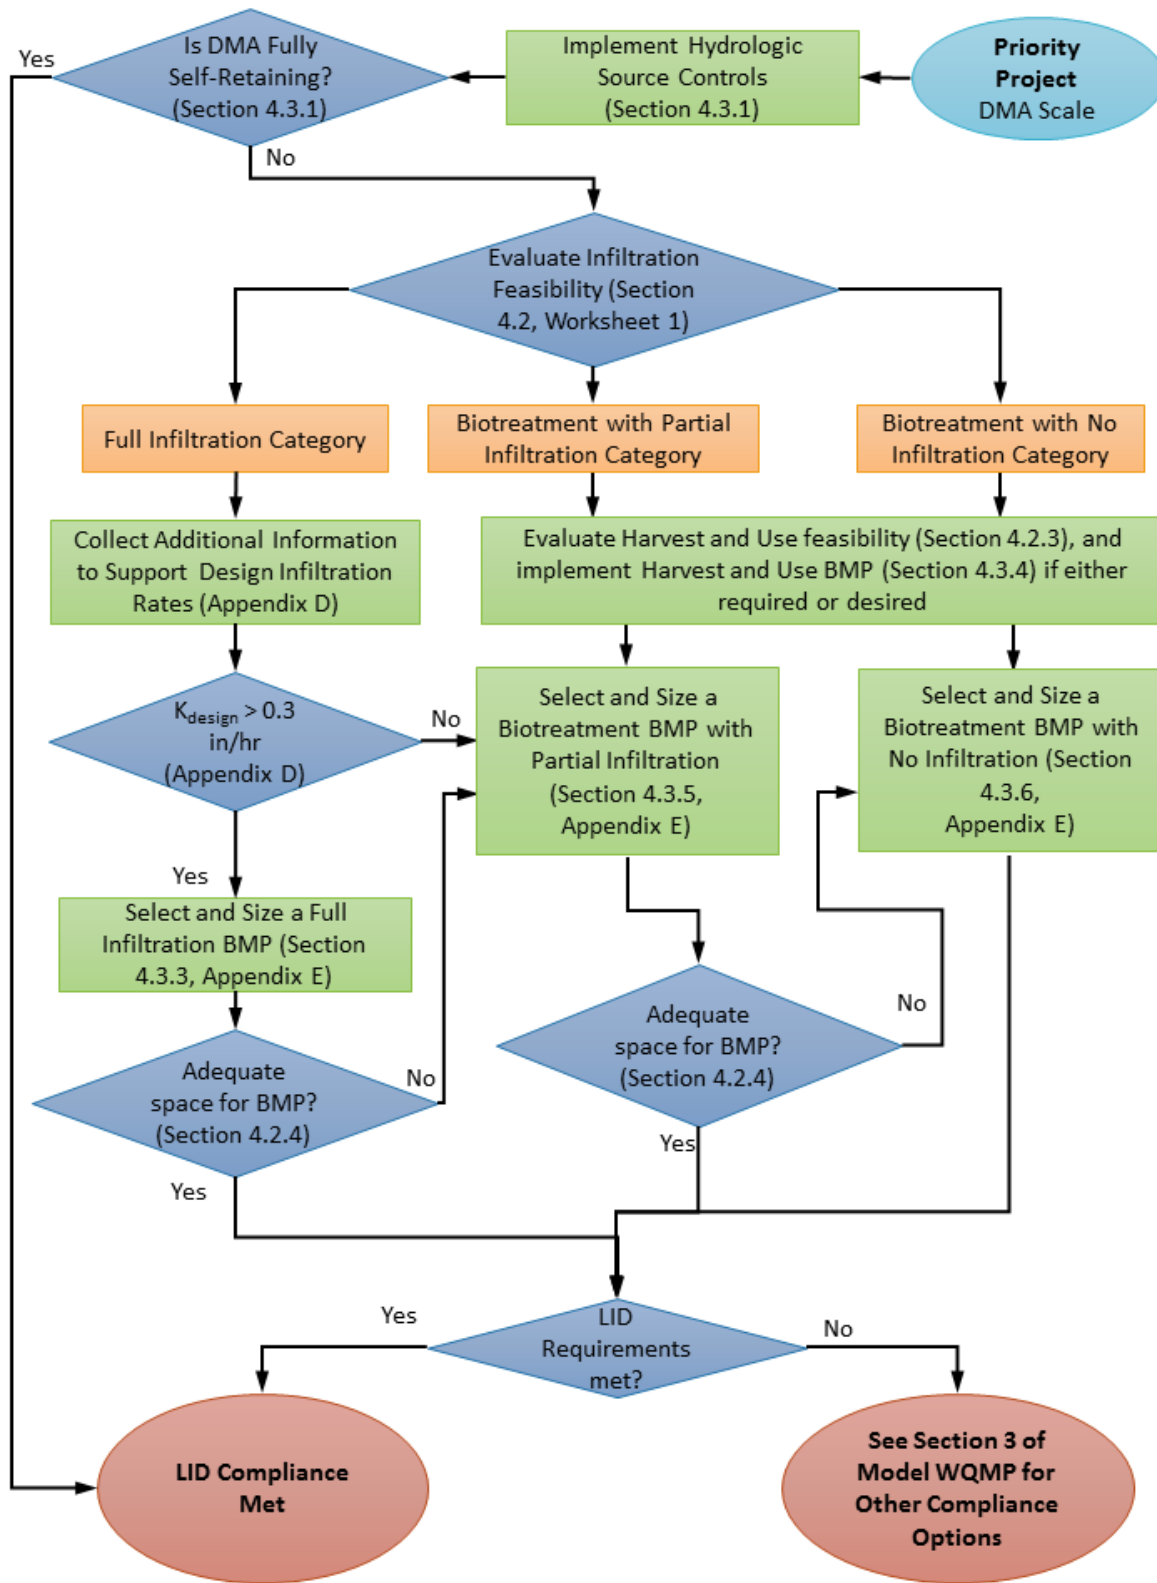 Yes
Is DMA Fully
Self-Retaining?
(Section 4.3.1)
Implement Hydrologic
Source Controls
(Section 4.3.1)
Priority
Project
DMA Scale
No
Evaluate Infiltration
Feasibility (Section
4.2, Worksheet 1)
Full Infiltration Category
Biotreatment with Partial
Infiltration Category
Biotreatment with No
Infiltration Category
Collect Additional Information
to Support Design Infiltration
Rates (Appendix D)
Evaluate Harvest and Use feasibility (Section 4.2.3), and
implement Harvest and Use BMP (Section 4.3.4) if either
required or desired
Kdesign > 0.3
in/hr
(Appendix D)
No
Select and Size a
Biotreatment BMP with
Partial Infiltration
(Section 4.3.5,
Appendix E)
Select and Size a
Biotreatment BMP with
No Infiltration (Section
4.3.6,
Appendix E)
Yes
Select and Size a Full
Infiltration BMP (Section
4.3.3, Appendix E)
Adequate
space for BMP?
(Section 4.2.4)
No
Adequate
space for BMP?
(Section 4.2.4)
No
Yes
Yes
LID
Requirements
met?
Yes
No
LID Compliance
Met
See Section 3 of
Model WQMP for
Other Compliance
Options